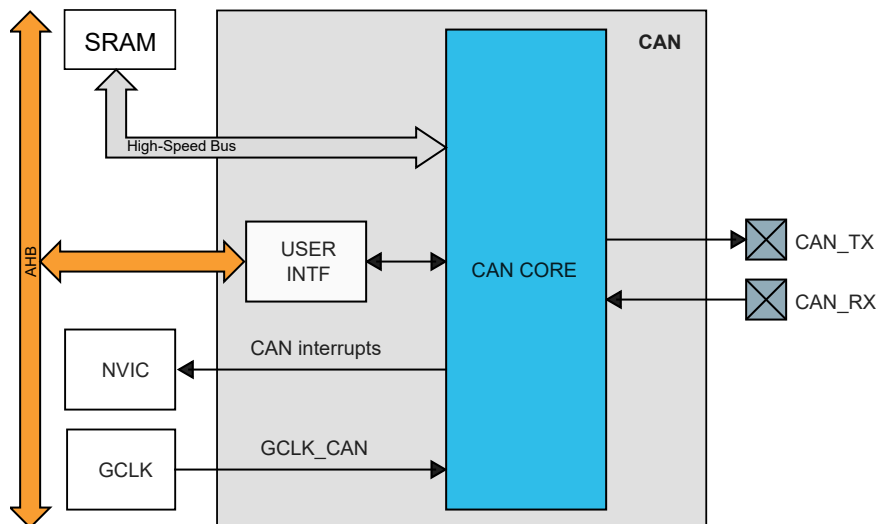 SRAM
CAN
High-Speed Bus
AHB
USER
INTF
CAN CORE
CAN_TX
CAN_RX
CAN interrupts
NVIC
GCLK_CAN
GCLK